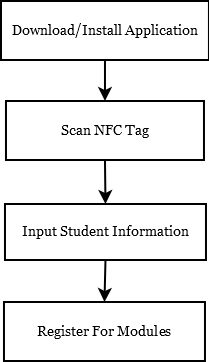 Download/Install Application
Scan NFC Tag
Input Student Information
Register For Modules